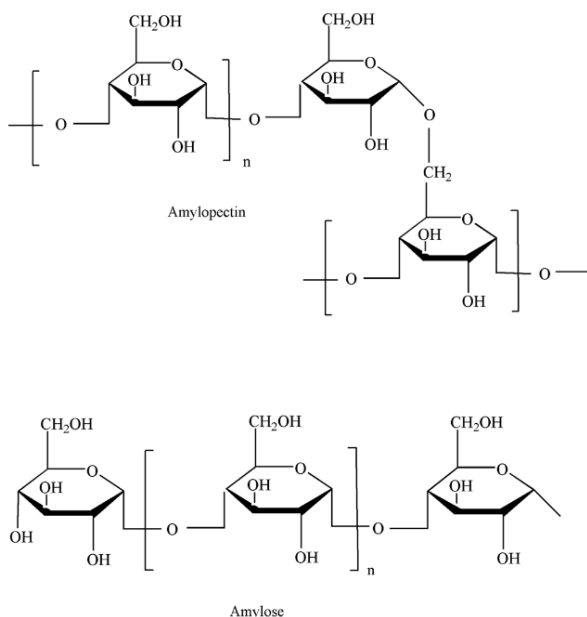 CH₂OH CH₂OH
O O
OH OH
O O O
OH OH
n
CH₂
Amylopectin
O
OH
O O
OH
n
CH₂OH CH₂OH CH₂OH
O O O
OH OH OH
OH O O
OH OH OH
n
Amylose